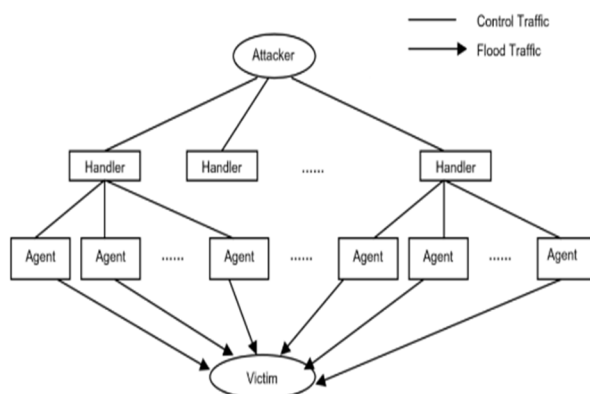 Control Traffic
Flood Traffic
Attacker
Handler Handler ...... Handler
Agent Agent ...... Agent ...... Agent Agent ...... Agent
Victim